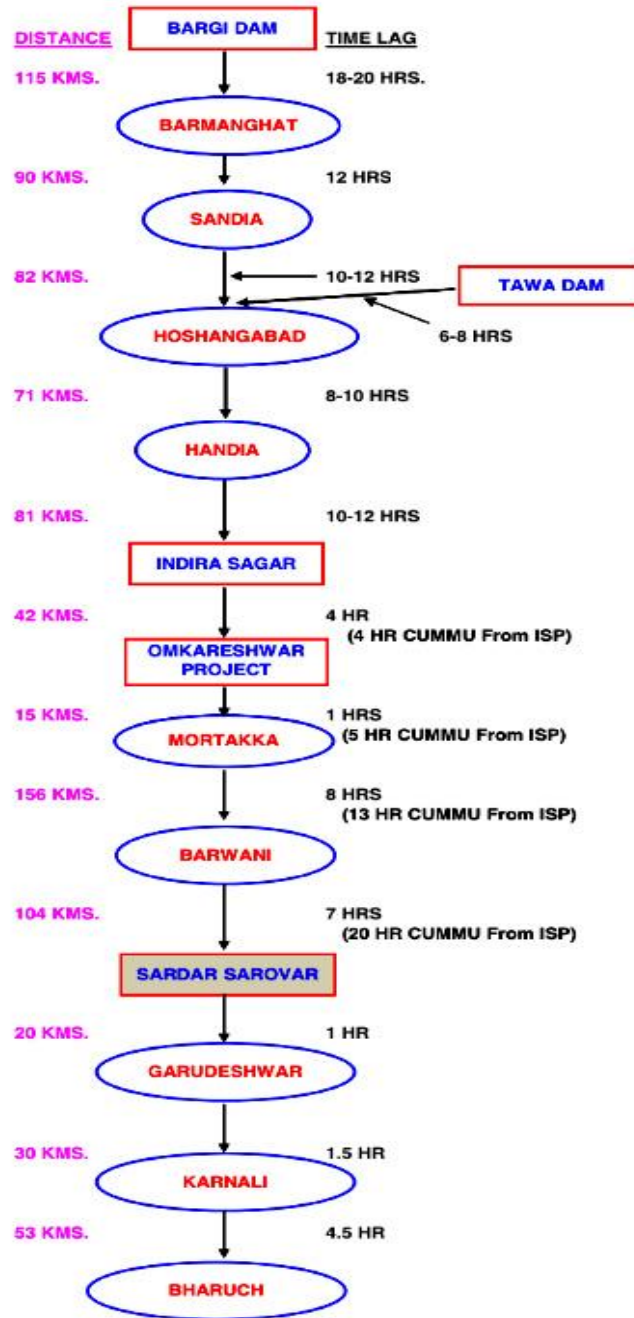 DISTANCE
BARGI DAM
TIME LAG
115 KMS.
18-20 HRS.
BARMANGHAT
90 KMS.
12 HRS
SANDIA
82 KMS.
10-12 HRS
TAWA DAM
HOSHANGABAD
6-8 HRS
71 KMS.
8-10 HRS
HANDIA
81 KMS.
10-12 HRS
INDIRA SAGAR
42 KMS.
4 HR
(4 HR CUMMU From ISP)
OMKARESHWAR
PROJECT
15 KMS.
1 HRS
(5 HR CUMMU From ISP)
MORTAKKA
156 KMS.
8 HRS
(13 HR CUMMU From ISP)
BARWANI
104 KMS.
7 HRS
(20 HR CUMMU From ISP)
SARDAR SAROVAR
20 KMS.
1 HR
GARUDESHWAR
30 KMS.
1.5 HR
KARNALI
53 KMS.
4.5 HR
BHARUCH